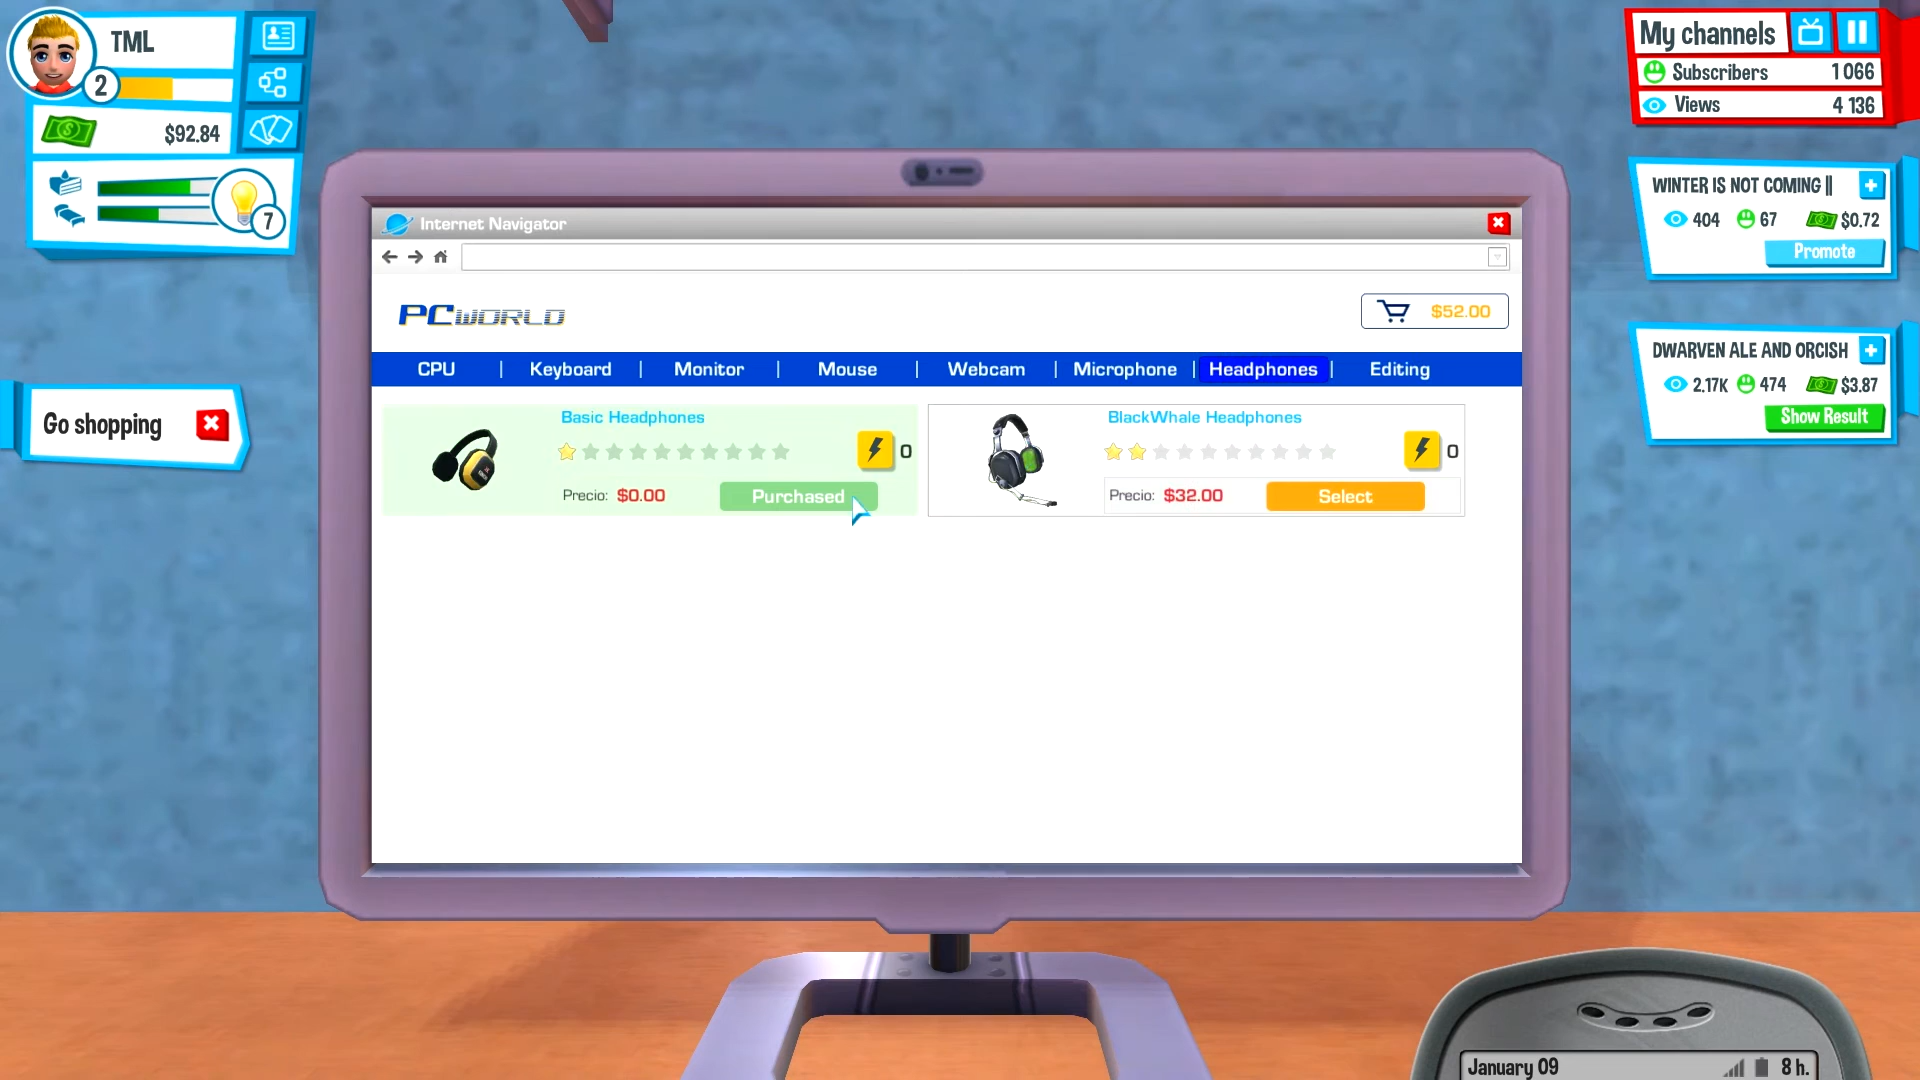 TML
2
$92.84
7
Go shopping
My channels
Subscribers 1 066
Views 4 136
WINTER IS NOT COMING ||
404 67 $0.72
Promote
DWARVEN ALE AND ORCISH
2.17K 474 $3.87
Show Result
Internet Navigator
PCWORLD
$52.00
CPU | Keyboard | Monitor | Mouse | Webcam | Microphone | Headphones | Editing
Basic Headphones
0
Precio: $0.00 Purchased
BlackWhale Headphones
0
Precio: $32.00 Select
January 09 8 h.